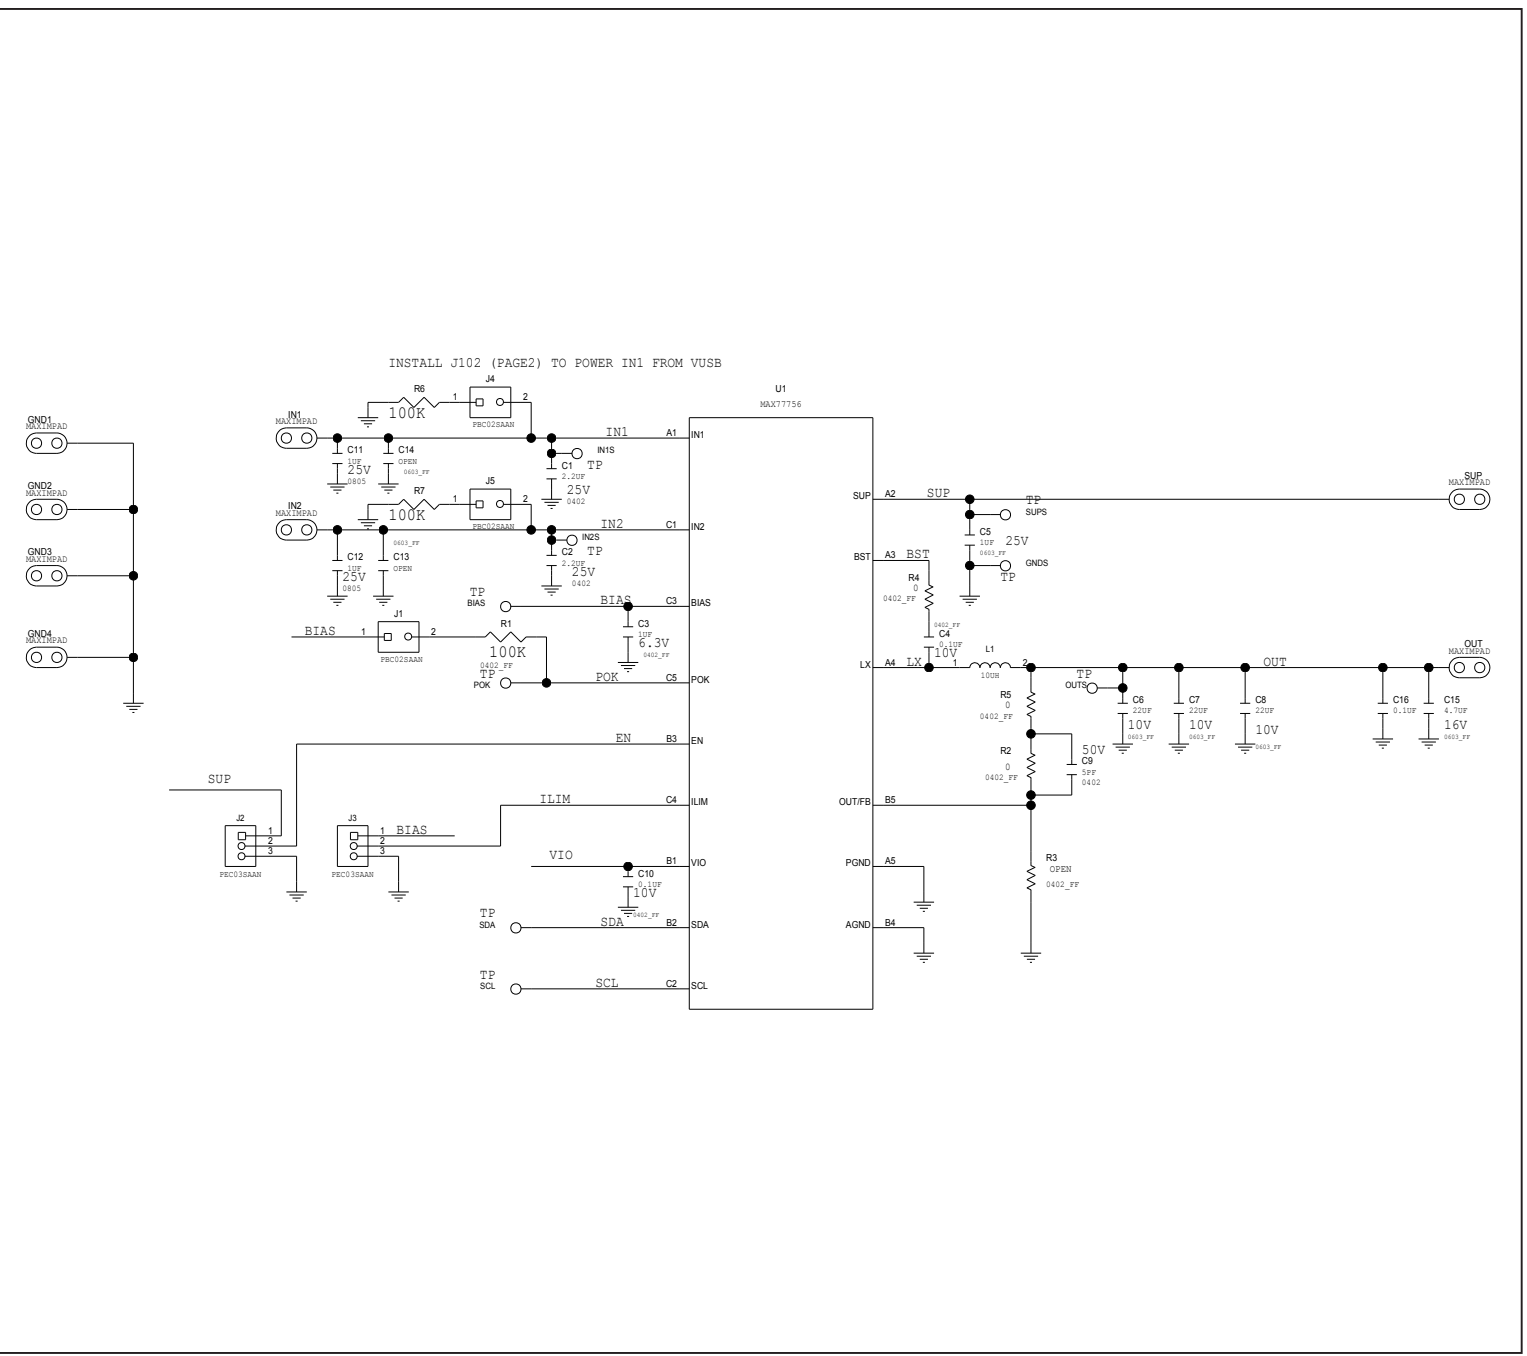 INSTALL J102 (PAGE2) TO POWER IN1 FROM VUSB
J4
R6
1
2
100K
PBC02SAAN
U1
MAX77756
GND1
MAXIMPAD
GND2
MAXIMPAD
GND3
MAXIMPAD
GND4
MAXIMPAD
IN1
MAXIMPAD
C11
1UF
25V
0805
C14
OPEN
0603_FF
IN1
A1
IN1
IN1S
TP
C1
2.2UF
25V
0402
J5
R7
1
2
100K
PBC02SAAN
IN2
MAXIMPAD
IN2
C1
IN2
C12
1UF
25V
0805
0603_FF
C13
OPEN
IN2S
TP
C2
2.2UF
25V
0402
TP
BIAS
BIAS
C3
BIAS
C3
1UF
6.3V
0402_FF
BIAS
1
J1
2
PBC02SAAN
R1
100K
0402_FF
TP
POK
POK
C5
POK
EN
B3
EN
SUP
J2
1
2
3
PEC03SAAN
ILIM
C4
ILIM
J3
1
BIAS
2
3
PEC03SAAN
VIO
B1
VIO
C10
0.1UF
10V
0402_FF
TP
SDA
SDA
B2
SDA
TP
SCL
SCL
C2
SCL
SUP
A2
SUP
TP
SUPS
C5
1UF
25V
0603_FF
GNDS
TP
SUP
MAXIMPAD
BST
A3
BST
R4
0
0402_FF
0402_FF
C4
0.1UF
10V
LX
A4
LX
1
L1
2
10UH
OUT
OUT
MAXIMPAD
TP
OUTS
R5
0
0402_FF
C6
22UF
10V
0603_FF
C7
22UF
10V
0603_FF
C8
22UF
10V
0603_FF
C16
0.1UF
C15
4.7UF
16V
0603_FF
R2
0
0402_FF
50V
C9
5PF
0402
OUT/FB
B5
R3
OPEN
0402_FF
PGND
A5
AGND
B4